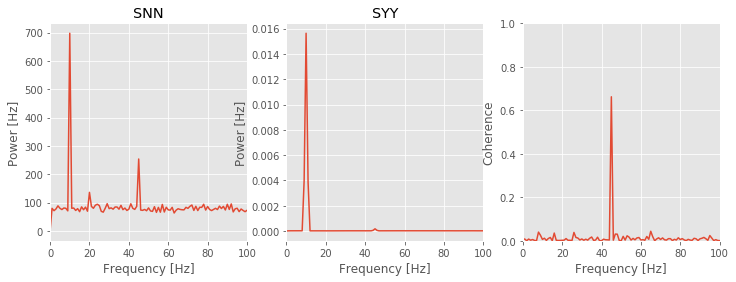 SNN
700
600
500
400
300
200
100
0
Power [Hz]
0 20 40 60 80 100
Frequency [Hz]
SYY
0.016
0.014
0.012
0.010
0.008
0.006
0.004
0.002
0.000
Power [Hz]
0 20 40 60 80 100
Frequency [Hz]
1.0
0.8
0.6
0.4
0.2
0.0
Coherence
0 20 40 60 80 100
Frequency [Hz]